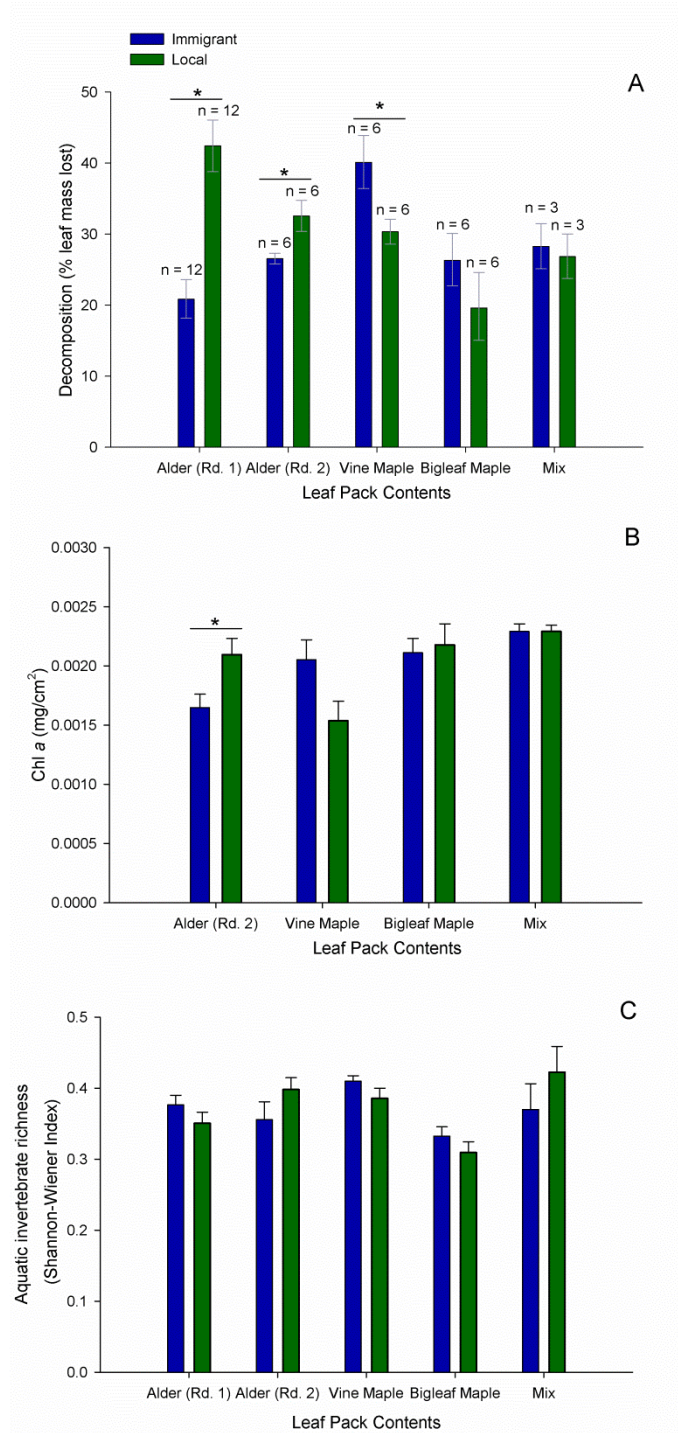 Immigrant
Local
A
Decomposition (% leaf mass lost)
50
40
30
20
10
0
*
n = 12
n = 12
*
n = 6
n = 6
*
n = 6
n = 6
n = 6
n = 6
n = 3
n = 3
Alder (Rd. 1) Alder (Rd. 2) Vine Maple Bigleaf Maple Mix
Leaf Pack Contents
B
Chl a (mg/cm²)
0.0030
0.0025
0.0020
0.0015
0.0010
0.0005
0.0000
*
Alder (Rd. 2) Vine Maple Bigleaf Maple Mix
Leaf Pack Contents
C
Aquatic invertebrate richness
(Shannon-Wiener Index)
0.5
0.4
0.3
0.2
0.1
0.0
Alder (Rd. 1) Alder (Rd. 2) Vine Maple Bigleaf Maple Mix
Leaf Pack Contents